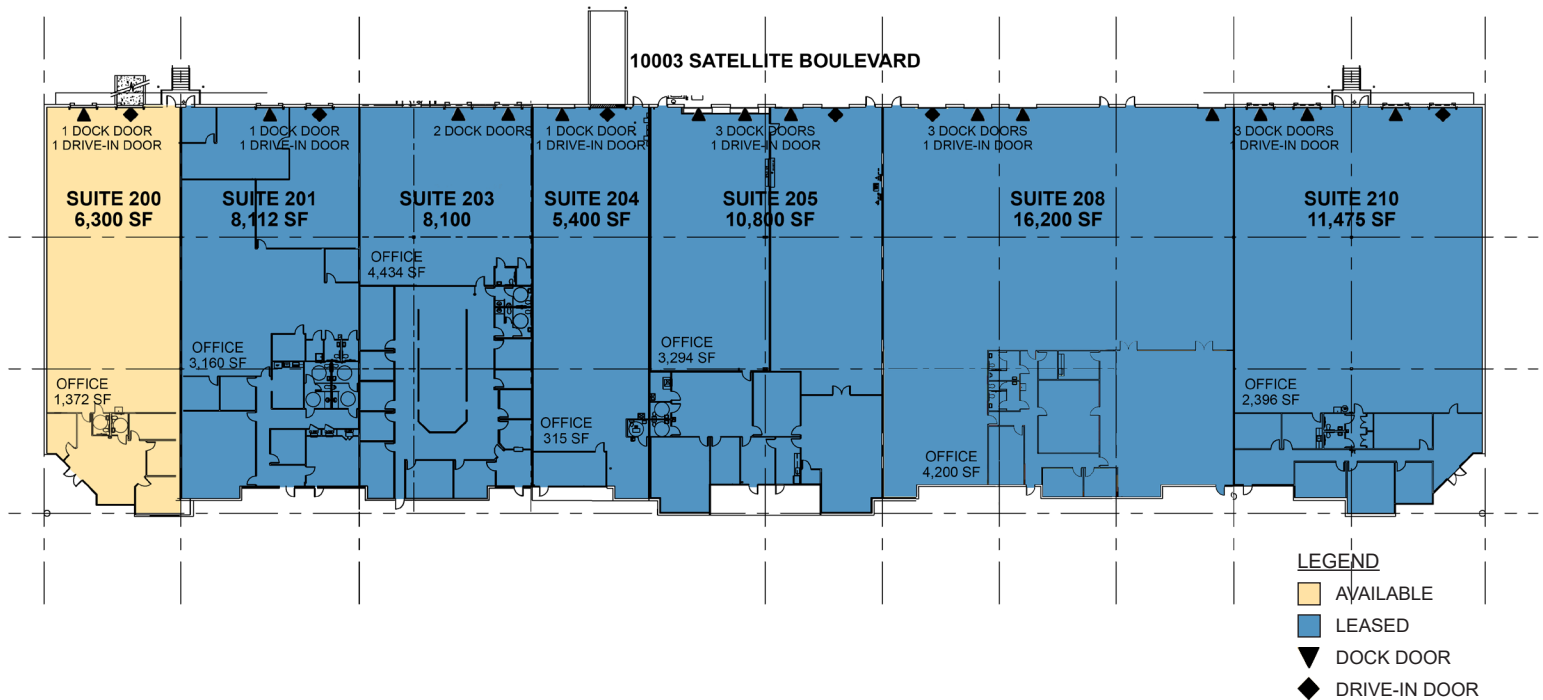 10003 SATELLITE BOULEVARD
1 DOCK DOOR
1 DRIVE-IN DOOR
SUITE 200
6,300 SF
OFFICE
1,372 SF
1 DOCK DOOR
1 DRIVE-IN DOOR
SUITE 201
8,112 SF
OFFICE
3,160 SF
2 DOCK DOORS
SUITE 203
8,100
OFFICE
4,434 SF
1 DOCK DOOR
1 DRIVE-IN DOOR
SUITE 204
5,400 SF
OFFICE
315 SF
3 DOCK DOORS
1 DRIVE-IN DOOR
SUITE 205
10,800 SF
OFFICE
3,294 SF
3 DOCK DOORS
1 DRIVE-IN DOOR
SUITE 208
16,200 SF
OFFICE
4,200 SF
3 DOCK DOORS
1 DRIVE-IN DOOR
SUITE 210
11,475 SF
OFFICE
2,396 SF
LEGEND
AVAILABLE
LEASED
DOCK DOOR
DRIVE-IN DOOR